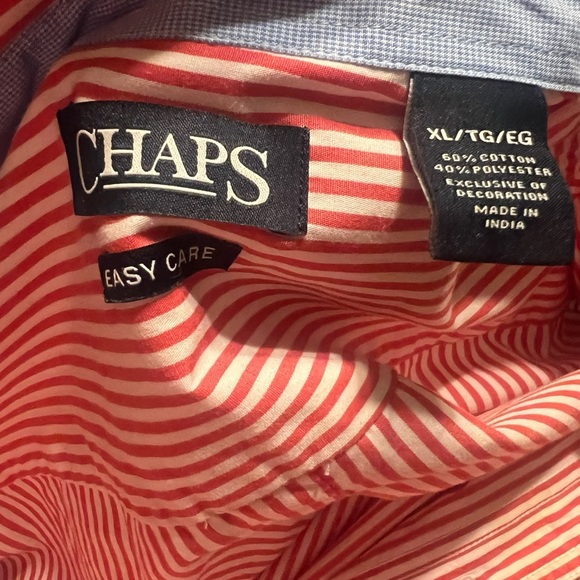 CHAPS
EASY CARE
XL/TG/EG
60% COTTON
40% POLYESTER
EXCLUSIVE OF
DECORATION
MADE IN
INDIA